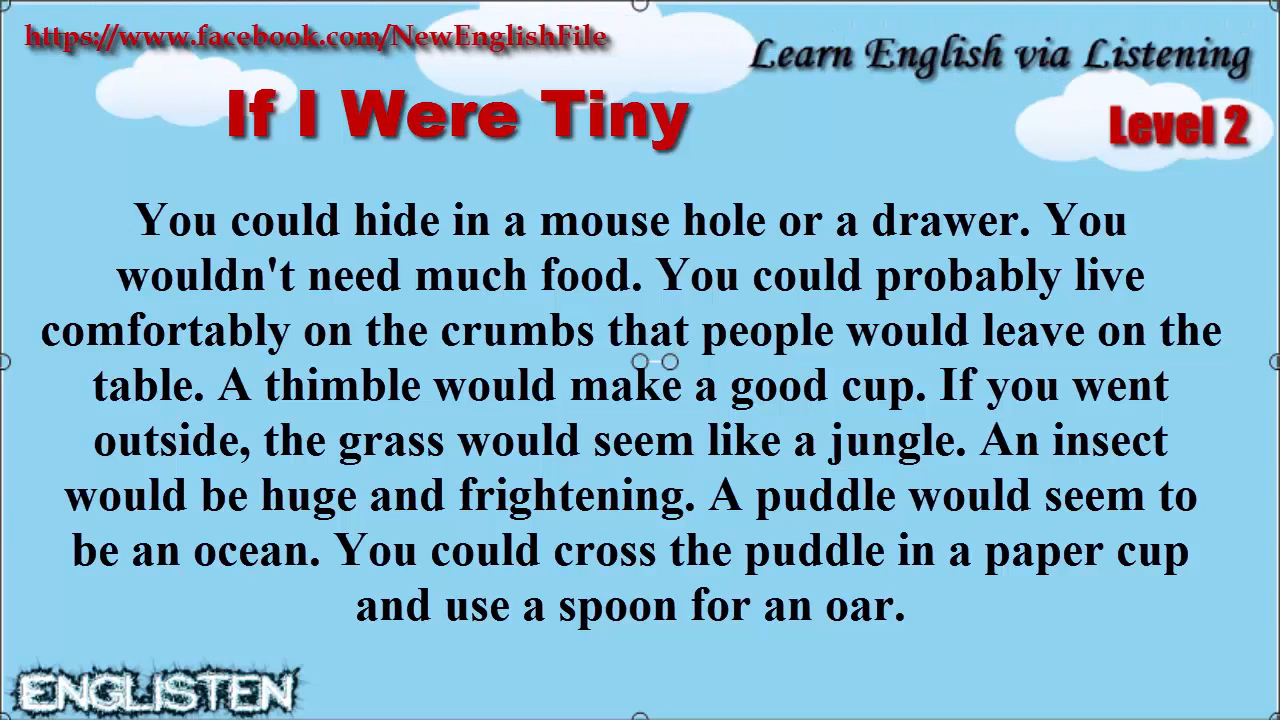 https://www.facebook.com/NewEnglishFile
Learn English via Listening
If I Were Tiny
Level 2
You could hide in a mouse hole or a drawer. You
wouldn't need much food. You could probably live
comfortably on the crumbs that people would leave on the
table. A thimble would make a good cup. If you went
outside, the grass would seem like a jungle. An insect
would be huge and frightening. A puddle would seem to
be an ocean. You could cross the puddle in a paper cup
and use a spoon for an oar.
ENGLISTEN